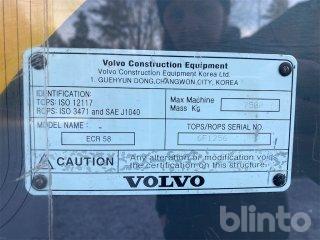 Volvo Construction Equipment
Volvo Construction Equipment Korea Ltd.
1. GUEHYUN DONG, CHANGWON CITY, KOREA
IDENTIFICATION:
TOPS: ISO 12117
ROPS: ISO 3471 and SAE J1040
Max Machine
Mass Kg
MODEL NAME
TOPS/ROPS SERIAL NO.
ECR 58
CAUTION
Any alteration or modification void
the certification on this structure.
VOLVO
blinto